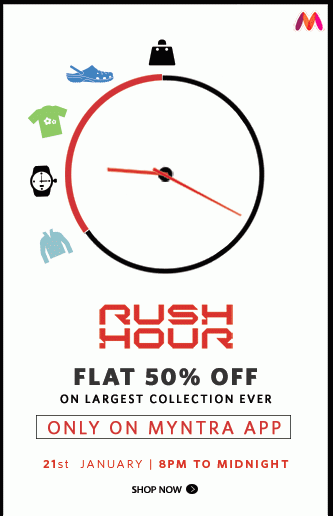 RUSH
HOUR
FLAT 50% OFF
ON LARGEST COLLECTION EVER
ONLY ON MYNTRA APP
21st JANUARY | 8PM TO MIDNIGHT
SHOP NOW